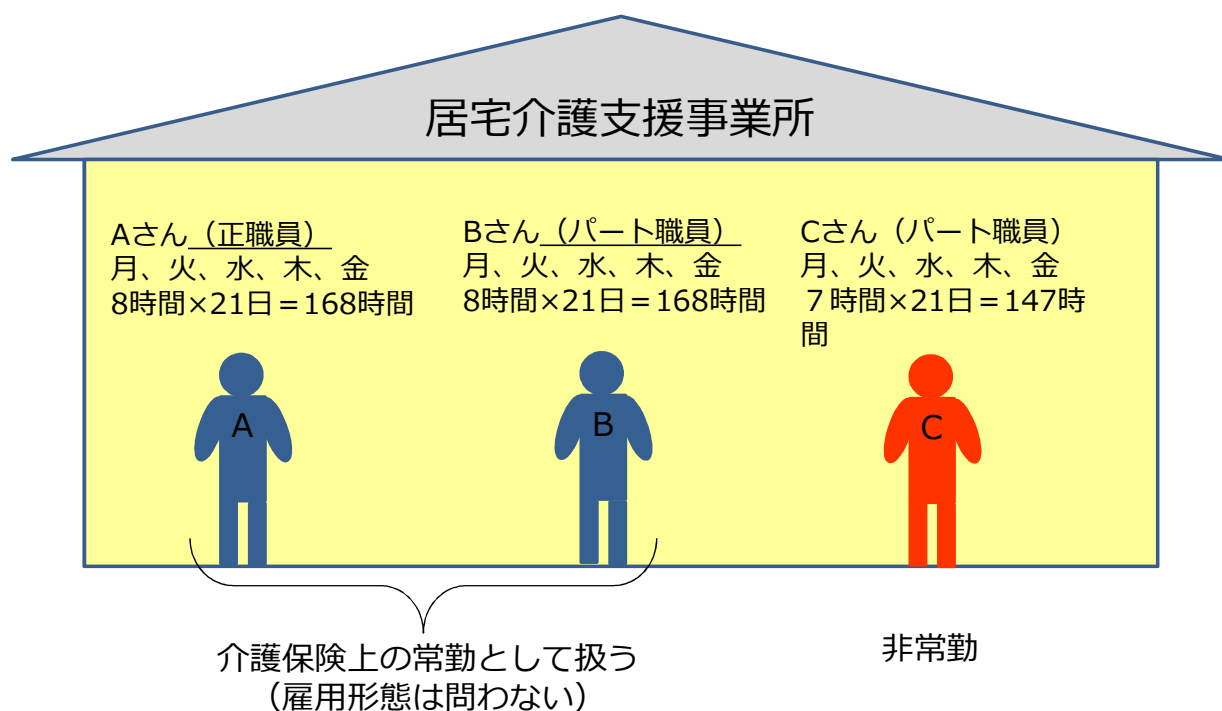 居宅介護支援事業所
Aさん（正職員）
月、火、水、木、金
8時間×21日＝168時間
Bさん（パート職員）
月、火、水、木、金
8時間×21日＝168時間
Cさん（パート職員）
月、火、水、木、金
７時間×21日＝147時
間
A
B
C
介護保険上の常勤として扱う
（雇用形態は問わない）
非常勤